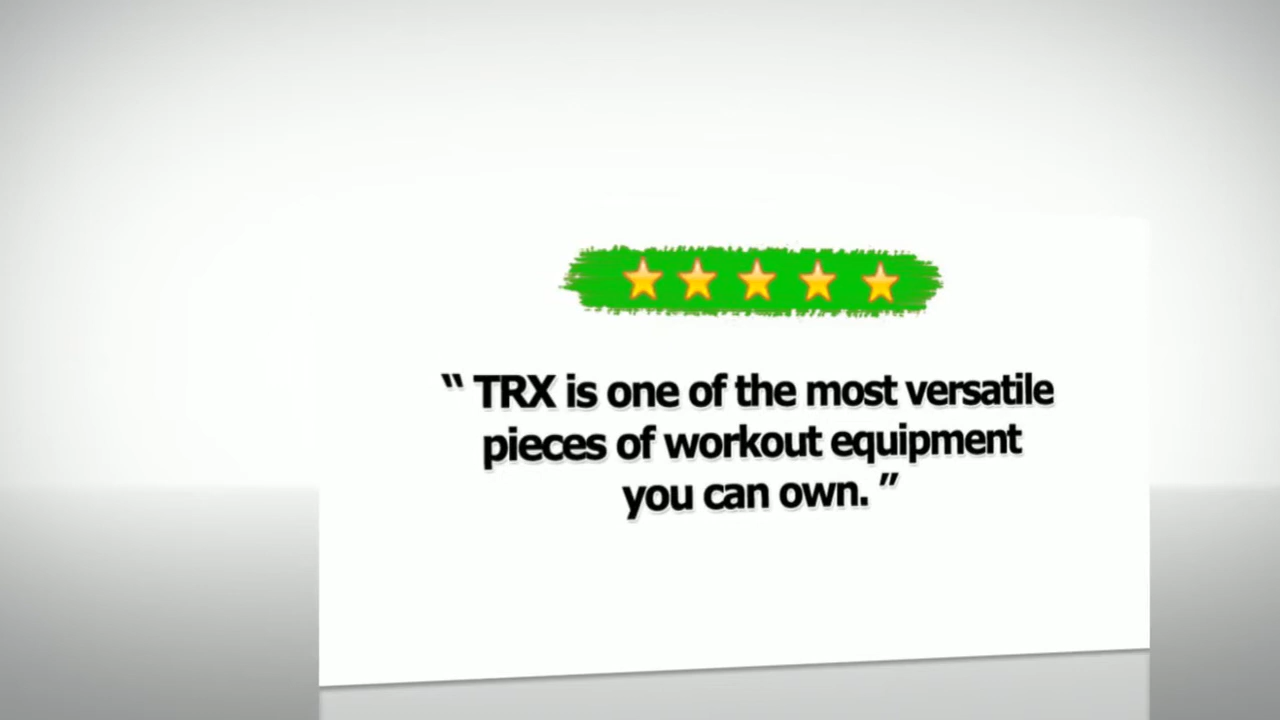 “ TRX is one of the most versatile
pieces of workout equipment
you can own. ”